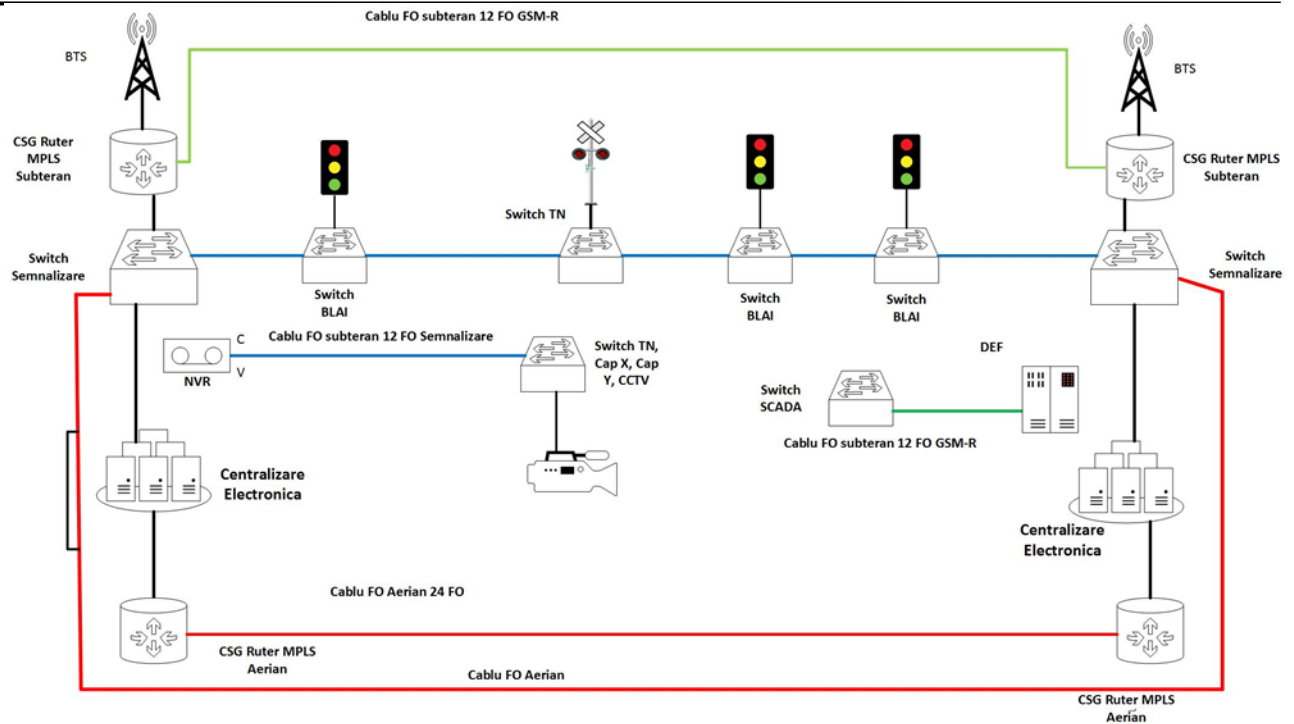 Cablu FO subteran 12 FO GSM-R
BTS
BTS
CSG Ruter
MPLS
Subteran
CSG Ruter MPLS
Subteran
Switch TN
Switch
Semnalizare
Switch
Semnalizare
Switch
BLAI
Switch
BLAI
Switch
BLAI
Cablu FO subteran 12 FO Semnalizare
C
V
NVR
Switch TN,
Cap X, Cap
Y, CCTV
DEF
Switch
SCADA
Cablu FO subteran 12 FO GSM-R
Centralizare
Electronica
Centralizare
Electronica
Cablu FO Aerian 24 FO
CSG Ruter MPLS
Aerian
Cablu FO Aerian
CSG Ruter MPLS
Aerian